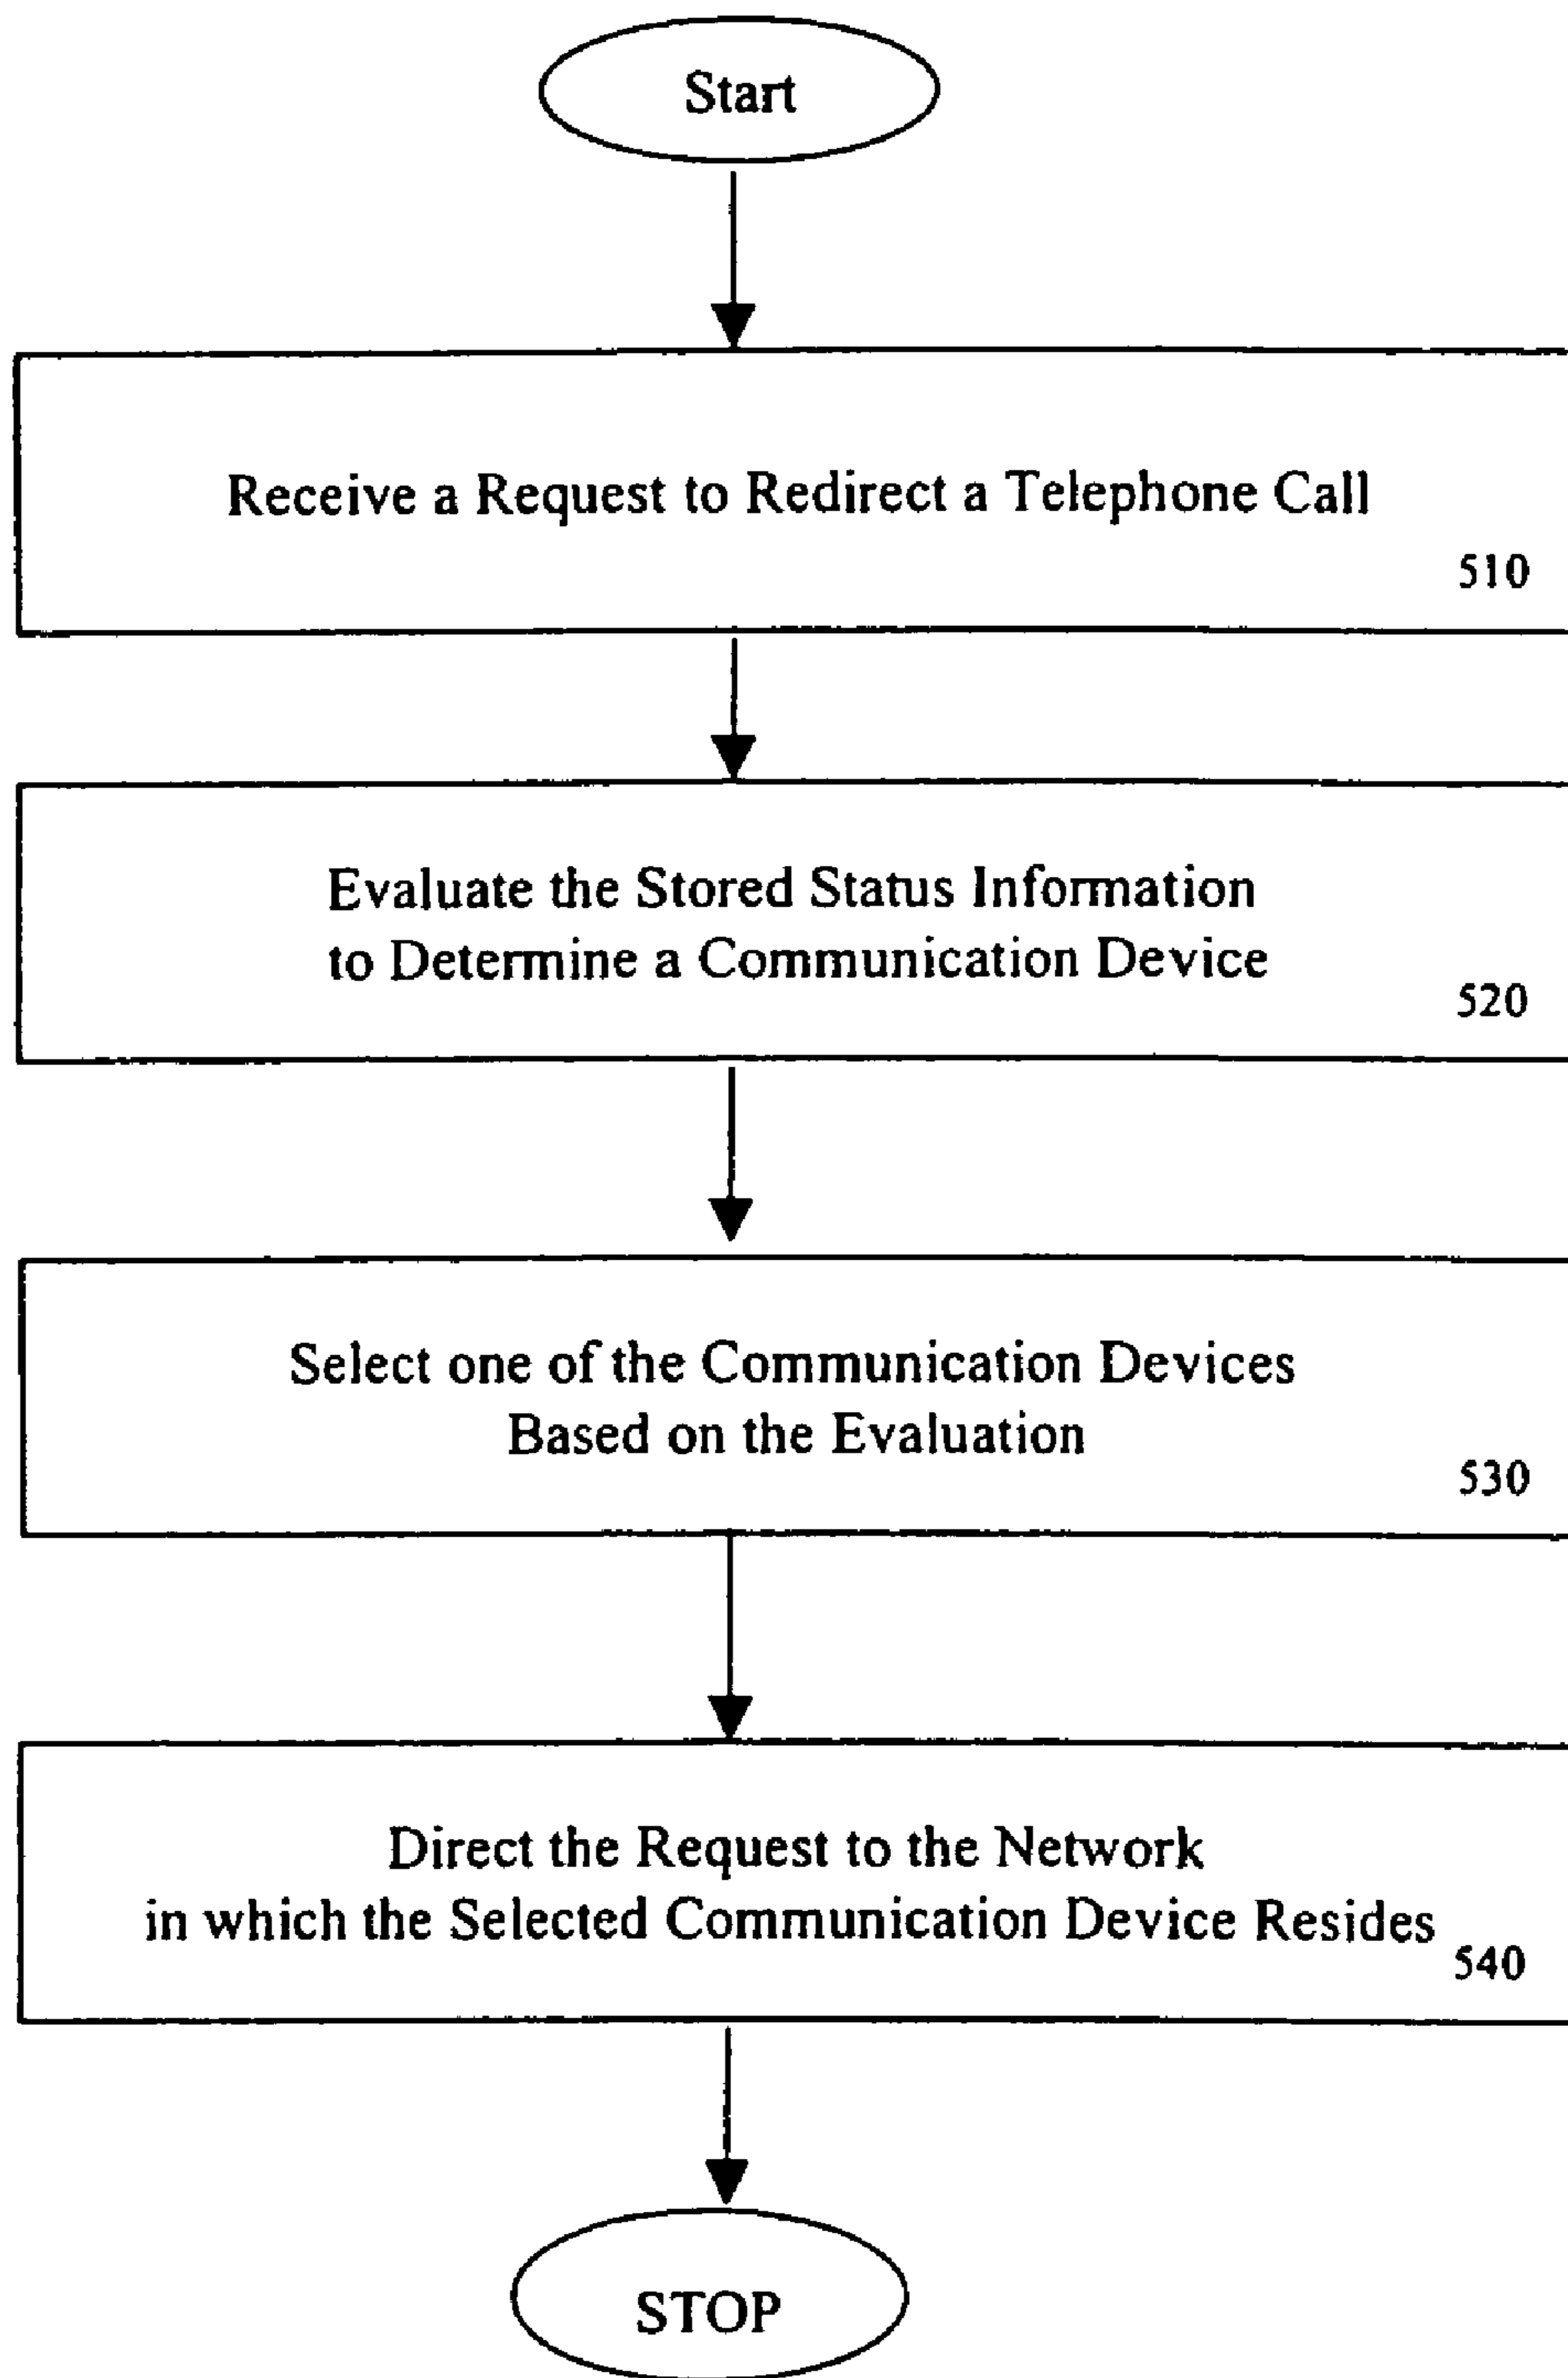 Start
Receive a Request to Redirect a Telephone Call
510
Evaluate the Stored Status Information
to Determine a Communication Device
520
Select one of the Communication Devices
Based on the Evaluation
530
Direct the Request to the Network
in which the Selected Communication Device Resides
540
STOP